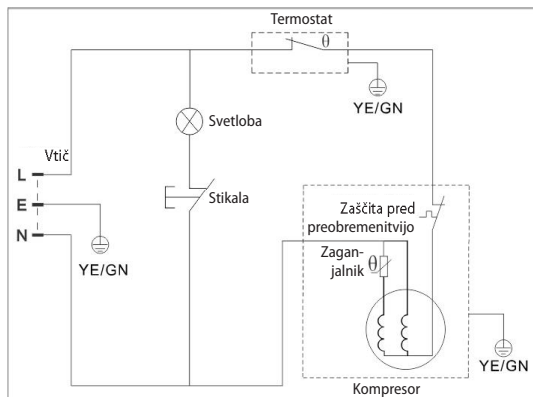 Termostat
θ
YE/GN
Svetloba
Vtič
L
Stikala
E
Zaščita pred
preobremenitvijo
N
Zagan-
jalnik
θ
YE/GN
YE/GN
Kompresor